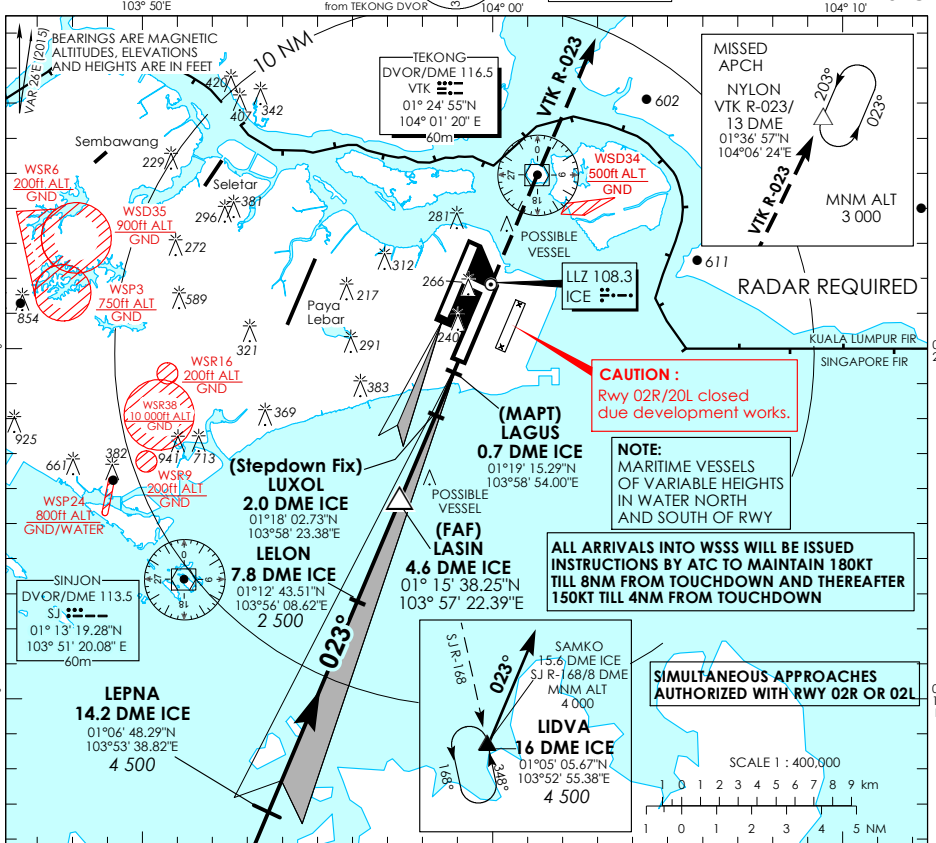 103° 50'E
from TEKONG DVOR
104° 00'
104° 10'
VAR 26'E (2015)
BEARINGS ARE MAGNETIC
ALTITUDES, ELEVATIONS
AND HEIGHTS ARE IN FEET
10 NM
TEKONG
DVOR/DME 116.5
VTK
01° 24' 55"N
104° 01' 20" E
60m
VTK R-023
602
MISSED
APCH
NYLON
VTK R-023/
13 DME
01°36' 57"N
104°06' 24"E
203°
023°
VTK R-023
MNM ALT
3 000
420
407
342
Sembawang
229
Seletar
296
381
WSR6
200ft ALT
GND
WSD35
900ft ALT
GND
WSP3
750ft ALT
GND
272
589
854
WSD34
500ft ALT
GND
0
9
18
27
281
POSSIBLE
VESSEL
312
266
240
217
Paya
Lebar
291
321
383
369
LLZ 108.3
ICE
611
RADAR REQUIRED
KUALA LUMPUR FIR
SINGAPORE FIR
CAUTION :
Rwy 02R/20L closed
due development works.
WSR16
200ft ALT
GND
WSR38
10 000ft ALT
GND
925
661
382
941
713
WSR9
200ft ALT
GND
WSP24
800ft ALT
GND/WATER
(MAPT)
LAGUS
0.7 DME ICE
01°19' 15.29"N
103°58' 54.00"E
NOTE:
MARITIME VESSELS
OF VARIABLE HEIGHTS
IN WATER NORTH
AND SOUTH OF RWY
(Stepdown Fix)
LUXOL
2.0 DME ICE
01°18' 02.73"N
103°58' 23.38"E
POSSIBLE
VESSEL
(FAF)
LASIN
4.6 DME ICE
01° 15' 38.25"N
103° 57' 22.39"E
LELON
7.8 DME ICE
01°12' 43.51"N
103°56' 08.62"E
2 500
ALL ARRIVALS INTO WSSS WILL BE ISSUED
INSTRUCTIONS BY ATC TO MAINTAIN 180KT
TILL 8NM FROM TOUCHDOWN AND THEREAFTER
150KT TILL 4NM FROM TOUCHDOWN
0
9
18
27
SINJON
DVOR/DME 113.5
SJ
01° 13' 19.28"N
103° 51' 20.08" E
60m
023°
LEPNA
14.2 DME ICE
01°06' 48.29"N
103°53' 38.82"E
4 500
SJ R-168
023°
SAMKO
15.6 DME ICE
SJ R-168/8 DME
MNM ALT
4 000
LIDVA
16 DME ICE
01°05' 05.67"N
103°52' 55.38"E
4 500
168°
348°
SIMULTANEOUS APPROACHES
AUTHORIZED WITH RWY 02R OR 02L
SCALE 1 : 400,000
1 0 1 2 3 4 5 6 7 8 9 km
1 0 1 2 3 4 5 NM